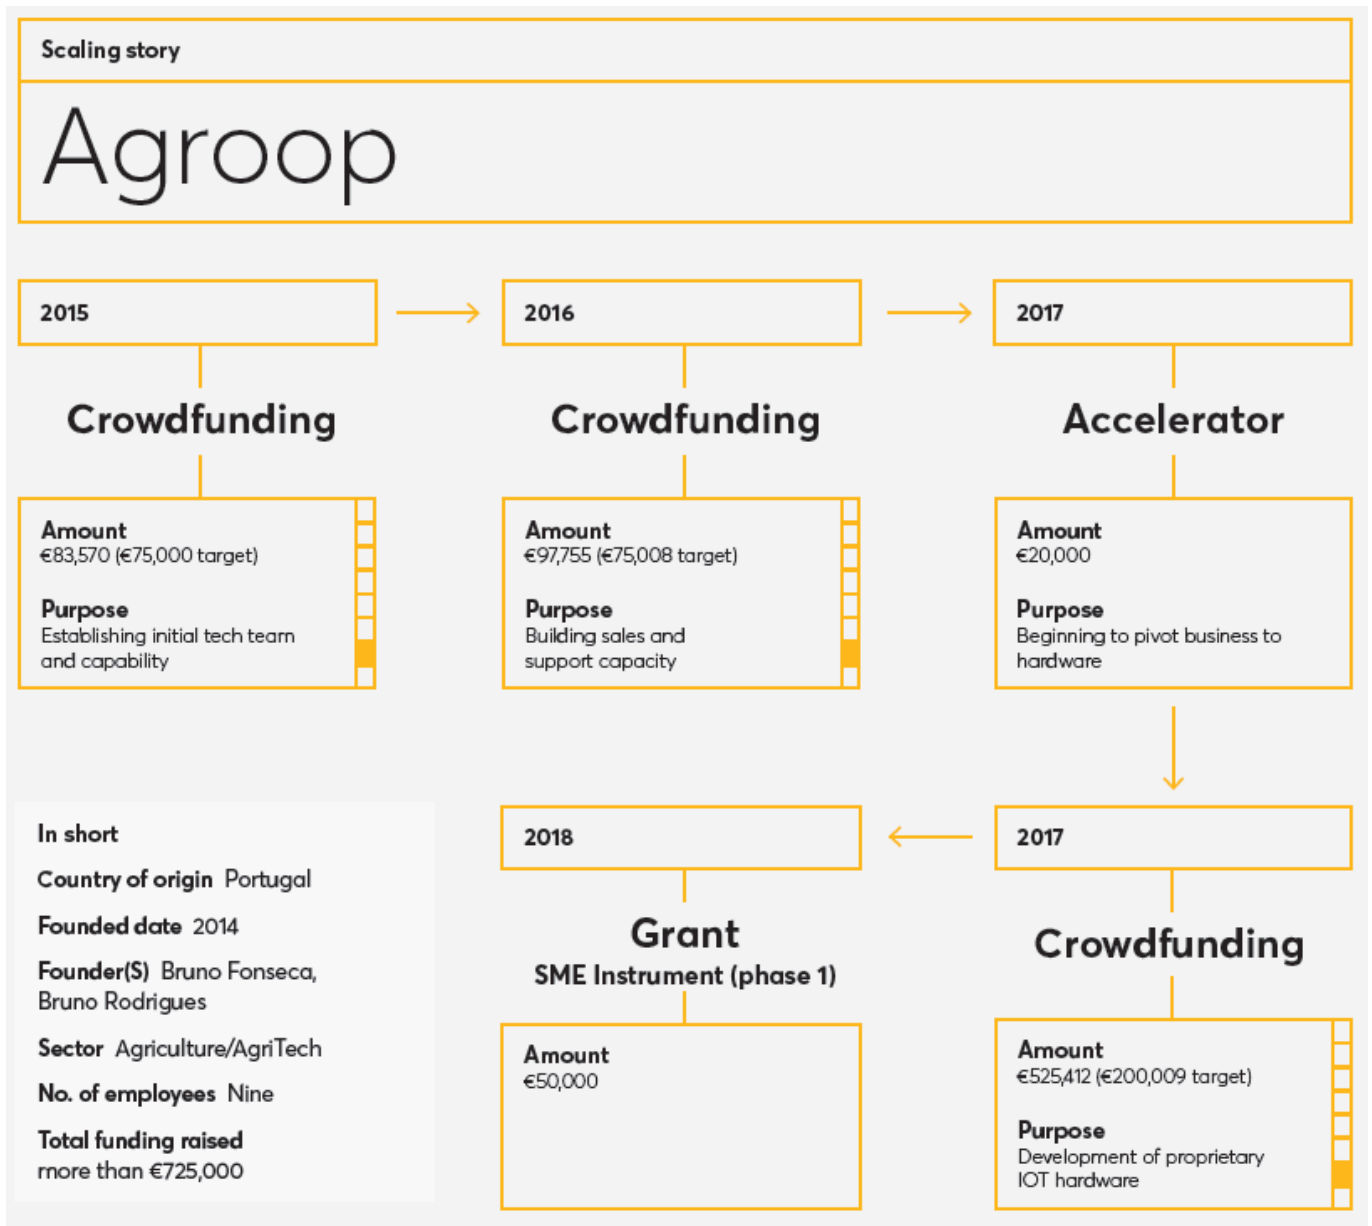 Scaling story
Agroop
2015
Crowdfunding
Amount
€83,570 (€75,000 target)
Purpose
Establishing initial tech team
and capability
2016
Crowdfunding
Amount
€97,755 (€75,008 target)
Purpose
Building sales and
support capacity
2017
Accelerator
Amount
€20,000
Purpose
Beginning to pivot business to
hardware
2017
Crowdfunding
Amount
€525,412 (€200,009 target)
Purpose
Development of proprietary
IOT hardware
2018
Grant
SME Instrument (phase 1)
Amount
€50,000
In short
Country of origin Portugal
Founded date 2014
Founder(S) Bruno Fonseca,
Bruno Rodrigues
Sector Agriculture/AgriTech
No. of employees Nine
Total funding raised
more than €725,000